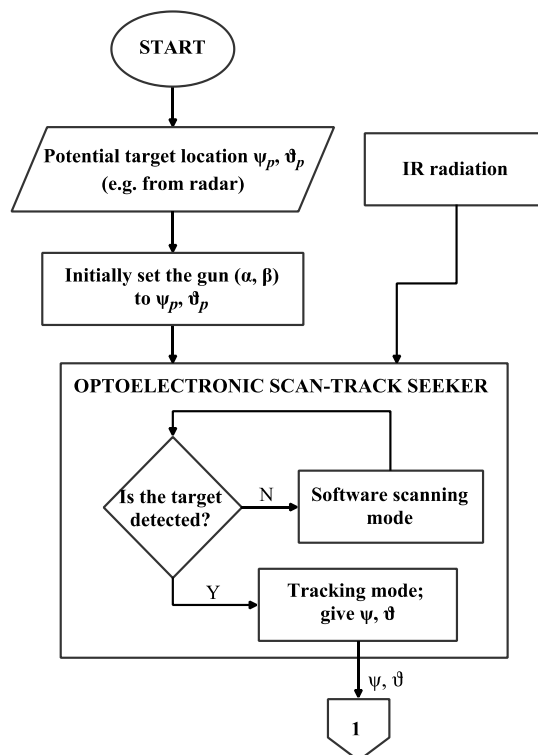 START
Potential target location ψp, ϑp
(e.g. from radar)
IR radiation
Initially set the gun (α, β)
to ψp, ϑp
OPTOELECTRONIC SCAN-TRACK SEEKER
Is the target
detected?
N
Software scanning
mode
Y
Tracking mode;
give ψ, ϑ
ψ, ϑ
1